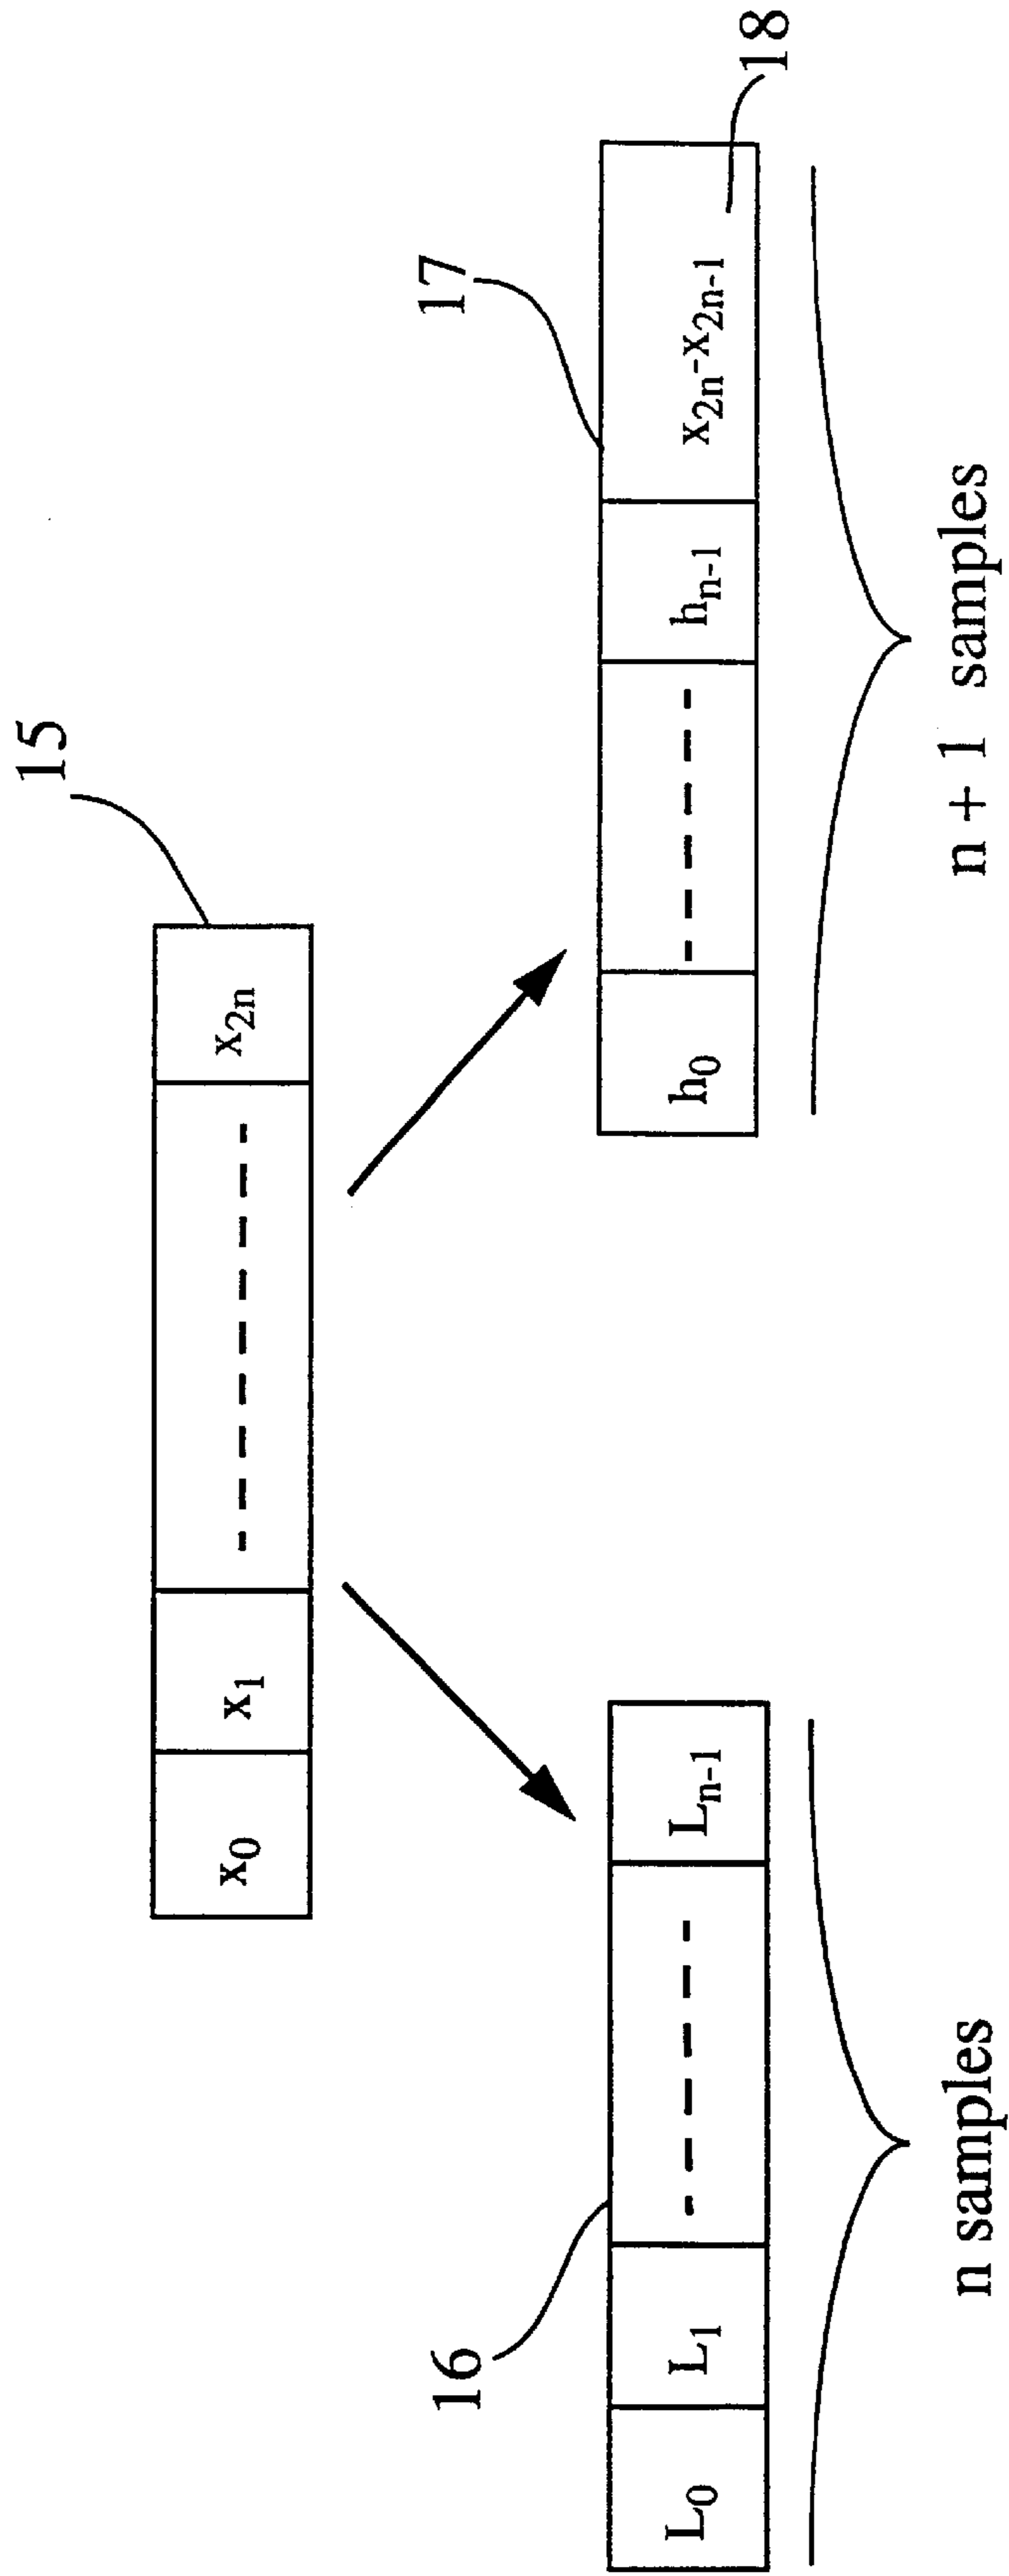 15
x0 x1 x2n
16
L0 L1 Ln-1
n samples
17
h0 hn-1 x2n-x2n-1
18
n + 1 samples